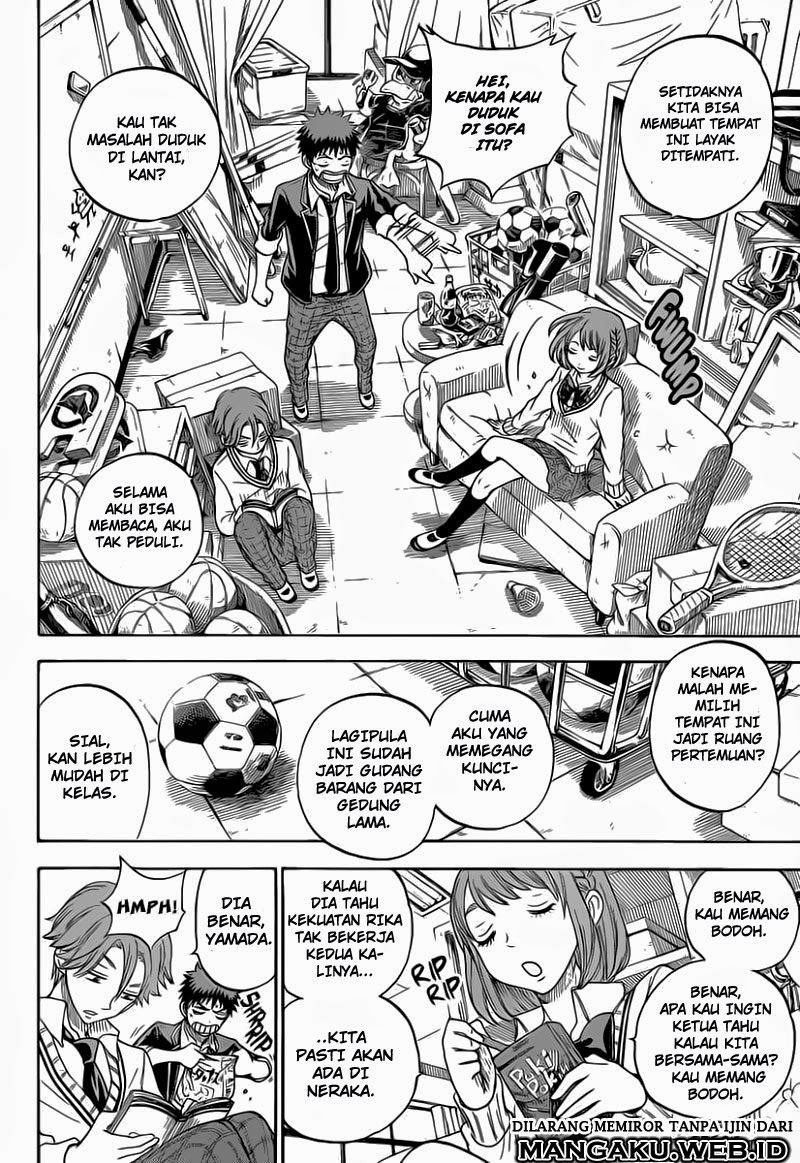 SETIDAKNYA
KITA BISA
MEMBUAT TEMPAT
INI LAYAK
DITEMPATI.
HEI,
KENAPA KAU
DUDUK
DI SOFA
ITU?
KAU TAK
MASALAH DUDUK
DI LANTAI,
KAN?
FWUMP
SELAMA
AKU BISA
MEMBACA, AKU
TAK PEDULI.
KENAPA
MALAH ME-
MILIH
TEMPAT INI
JADI RUANG
PERTEMUAN?
CUMA
AKU YANG
MEMEGANG
KUNCI-
NYA.
LAGIPULA
INI SUDAH
JADI GUDANG
BARANG DARI
GEDUNG
LAMA.
SIAL,
KAN LEBIH
MUDAH DI
KELAS.
BENAR,
KAU MEMANG
BODOH.
BENAR,
APA KAU INGIN
KETUA TAHU
KALAU KITA
BERSAMA-SAMA?
KAU MEMANG
BODOH.
RIP
RIP
KALAU
DIA TAHU
KEKUATAN RIKA
TAK BEKERJA
KEDUA KA-
LINYA...
..KITA
PASTI AKAN
ADA DI
NERAKA.
DIA
BENAR,
YAMADA.
HMPH!
DILARANG MEMIROR TANPA IJIN DARI
MANGAKU.WEB.ID